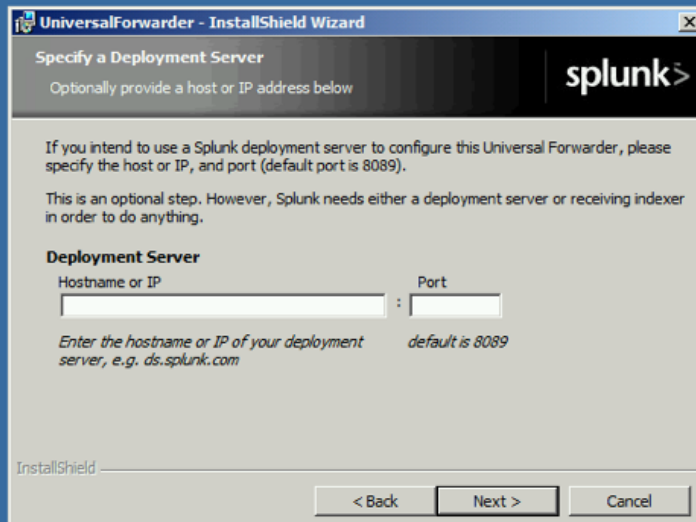 UniversalForwarder - InstallShield Wizard
Specify a Deployment Server
Optionally provide a host or IP address below
splunk>
If you intend to use a Splunk deployment server to configure this Universal Forwarder, please
specify the host or IP, and port (default port is 8089).
This is an optional step. However, Splunk needs either a deployment server or receiving indexer
in order to do anything.
Deployment Server
Hostname or IP Port
:
Enter the hostname or IP of your deployment default is 8089
server, e.g. ds.splunk.com
InstallShield
< Back Next > Cancel